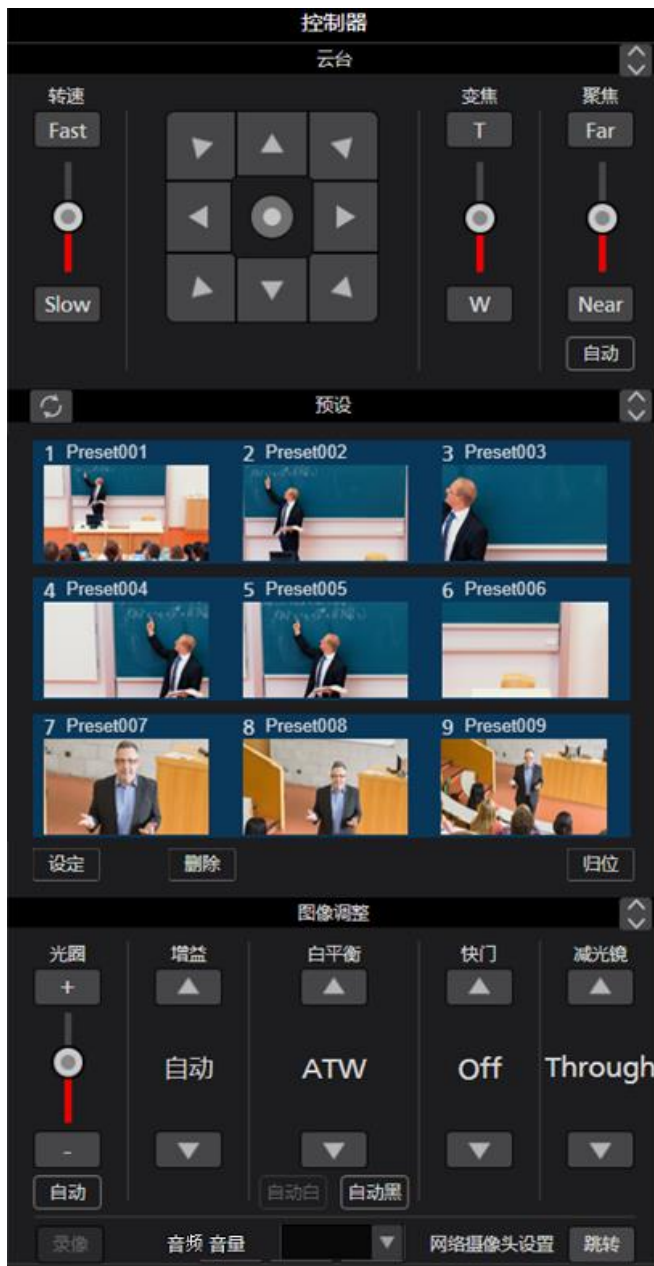 控制器
云台
转速 变焦 聚焦
Fast T Far
Slow W Near
自动
预设
1 Preset001 2 Preset002 3 Preset003
4 Preset004 5 Preset005 6 Preset006
7 Preset007 8 Preset008 9 Preset009
设定 删除 归位
图像调整
光圈 增益 白平衡 快门 减光镜
+
自动 ATW Off Through
-
自动 自动白 自动黑
录像 音频 音量 网络摄像头设置 跳转